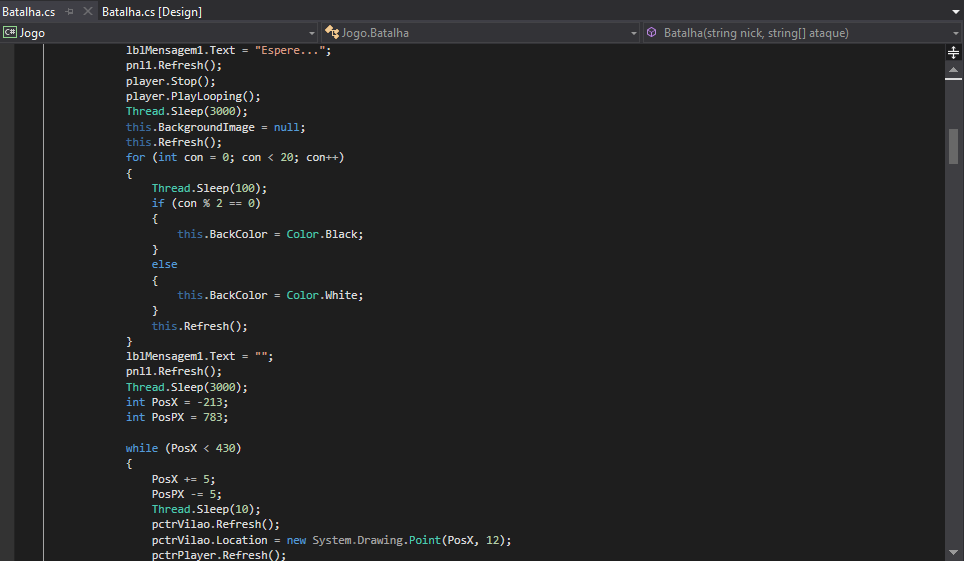 Batalha.cs Batalha.cs [Design]
C# Jogo Jogo.Batalha Batalha(string nick, string[] ataque)
lblMensagem1.Text = "Espere...";
pnl1.Refresh();
player.Stop();
player.PlayLooping();
Thread.Sleep(3000);
this.BackgroundImage = null;
this.Refresh();
for (int con = 0; con < 20; con++)
{
Thread.Sleep(100);
if (con % 2 == 0)
{
this.BackColor = Color.Black;
}
else
{
this.BackColor = Color.White;
}
this.Refresh();
}
lblMensagem1.Text = "";
pnl1.Refresh();
Thread.Sleep(3000);
int PosX = -213;
int PosPX = 783;
while (PosX < 430)
{
PosX += 5;
PosPX -= 5;
Thread.Sleep(10);
pctrVilao.Refresh();
pctrVilao.Location = new System.Drawing.Point(PosX, 12);
pctrPlayer.Refresh();